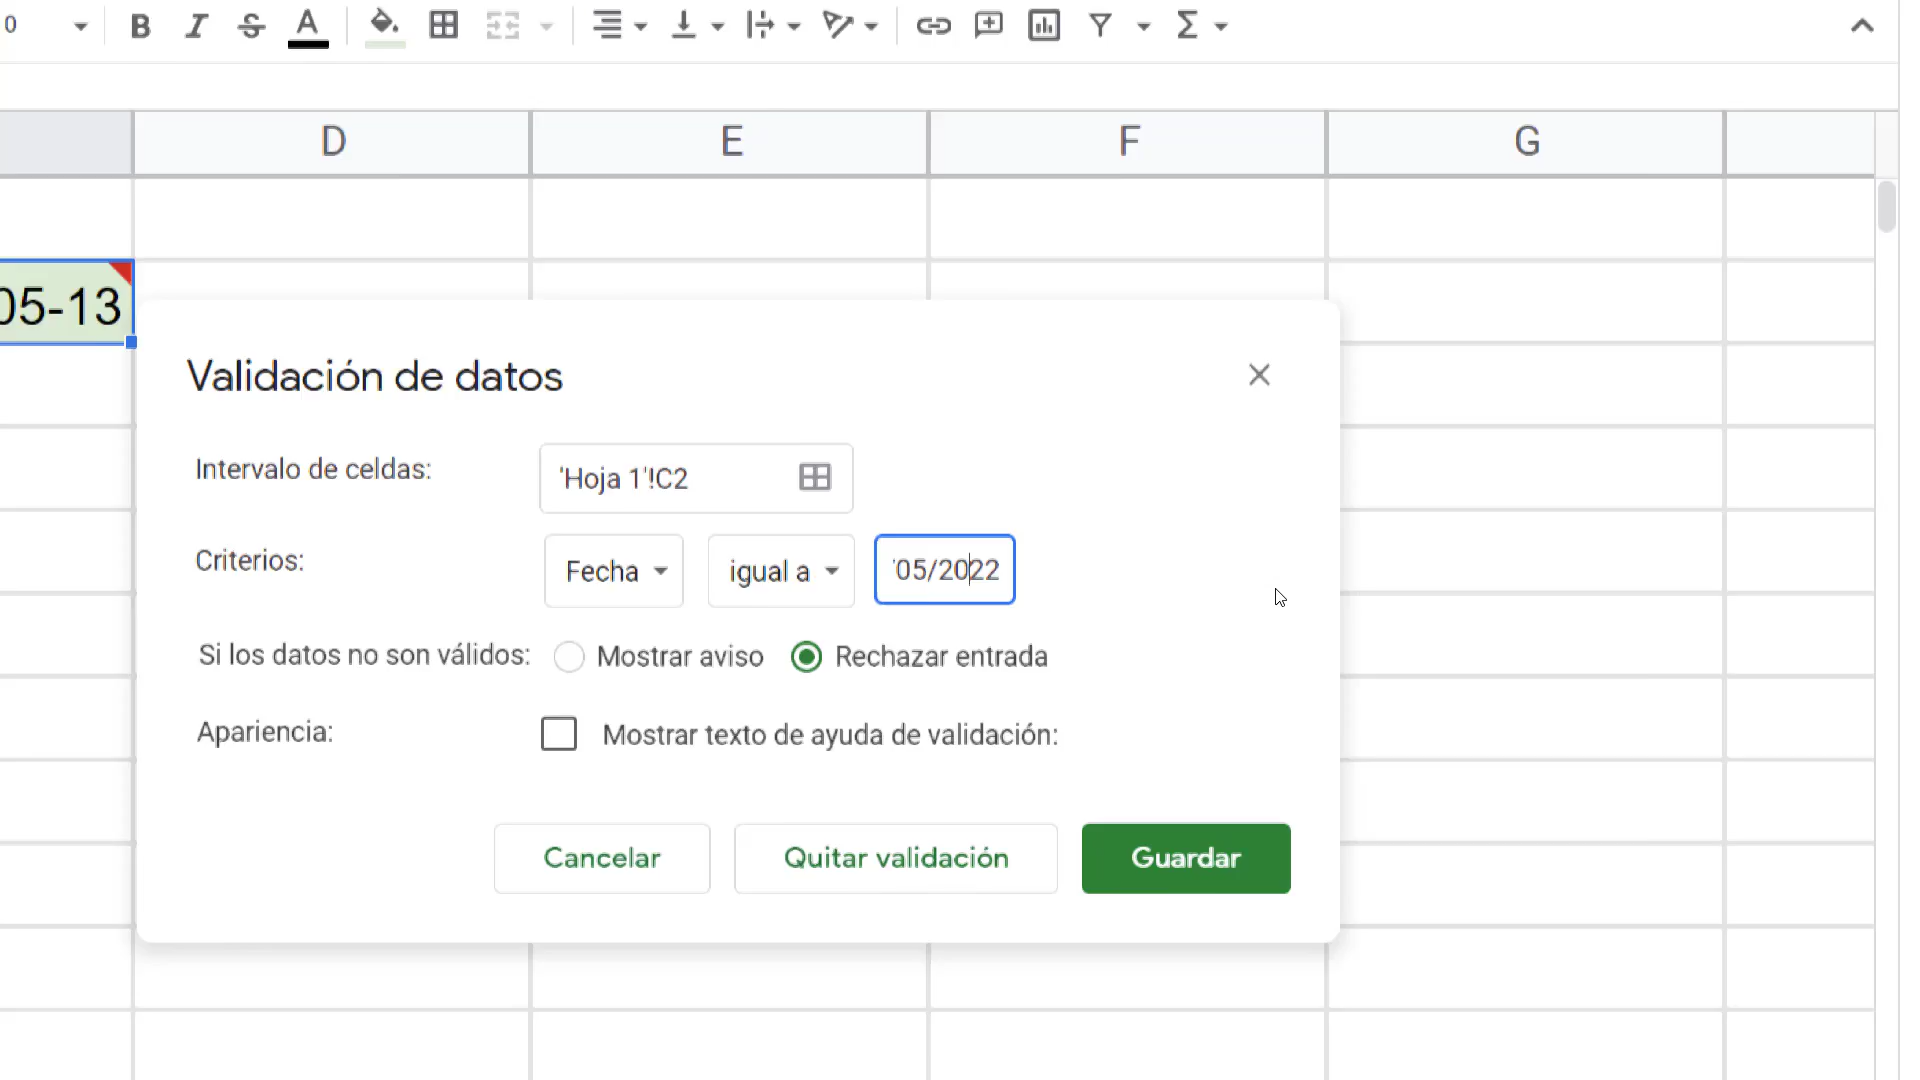 0 B I S A Σ
D E F G
05-13
Validación de datos
Intervalo de celdas: 'Hoja 1'!C2
Criterios: Fecha igual a 05/2022
Si los datos no son válidos: Mostrar aviso Rechazar entrada
Apariencia: Mostrar texto de ayuda de validación:
Cancelar Quitar validación Guardar